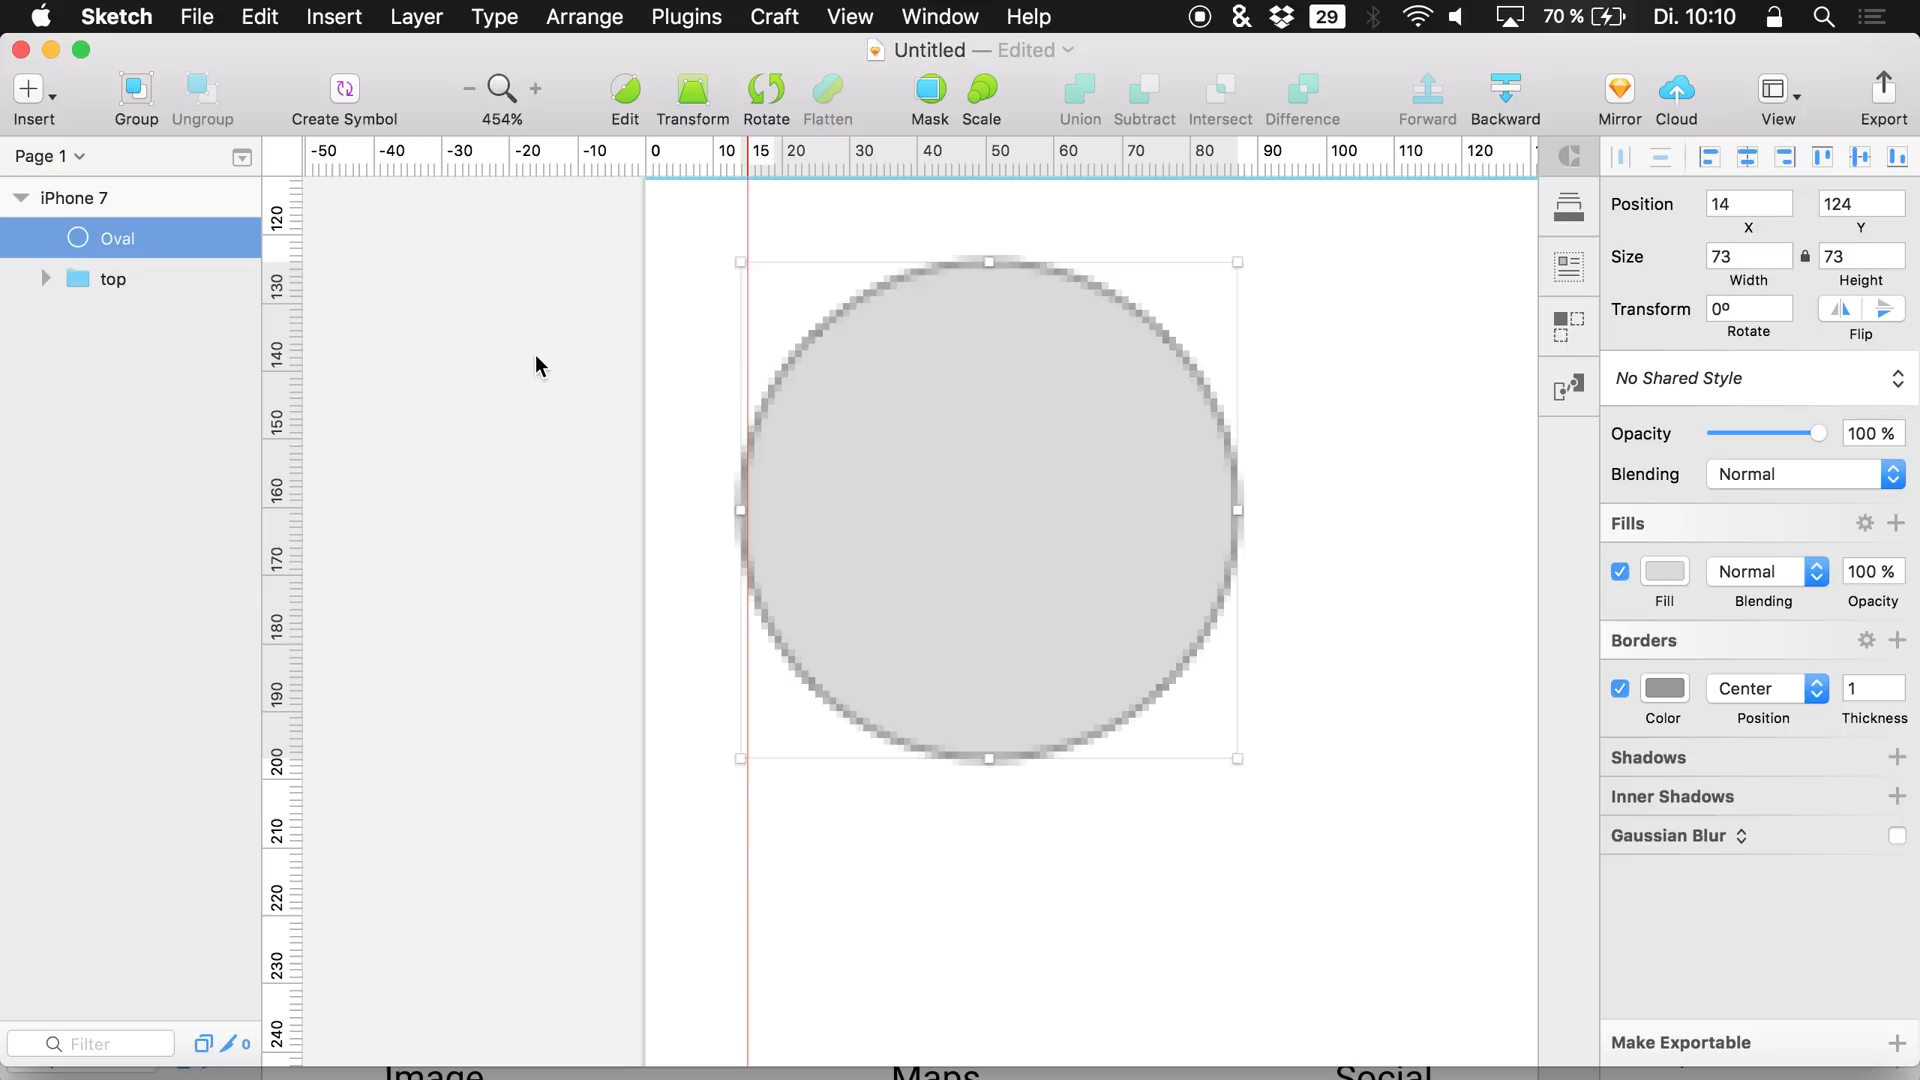 Sketch File Edit Insert Layer Type Arrange Plugins Craft View Window Help 29 70 % Di. 10:10
Untitled — Edited
Insert Group Ungroup Create Symbol 454% Edit Transform Rotate Flatten Mask Scale Union Subtract Intersect Difference Forward Backward Mirror Cloud View Export
Page 1
-50 -40 -30 -20 -10 0 10 15 20 30 40 50 60 70 80 90 100 110 120
iPhone 7
Oval
top
120
130
140
150
160
170
180
190
200
210
220
230
240
Position 14 124
X Y
Size 73 73
Width Height
Transform 0º
Rotate Flip
No Shared Style
Opacity 100 %
Blending Normal
Fills
Normal 100 %
Fill Blending Opacity
Borders
Center 1
Color Position Thickness
Shadows
Inner Shadows
Gaussian Blur
Make Exportable
Filter 0
Image Maps Social